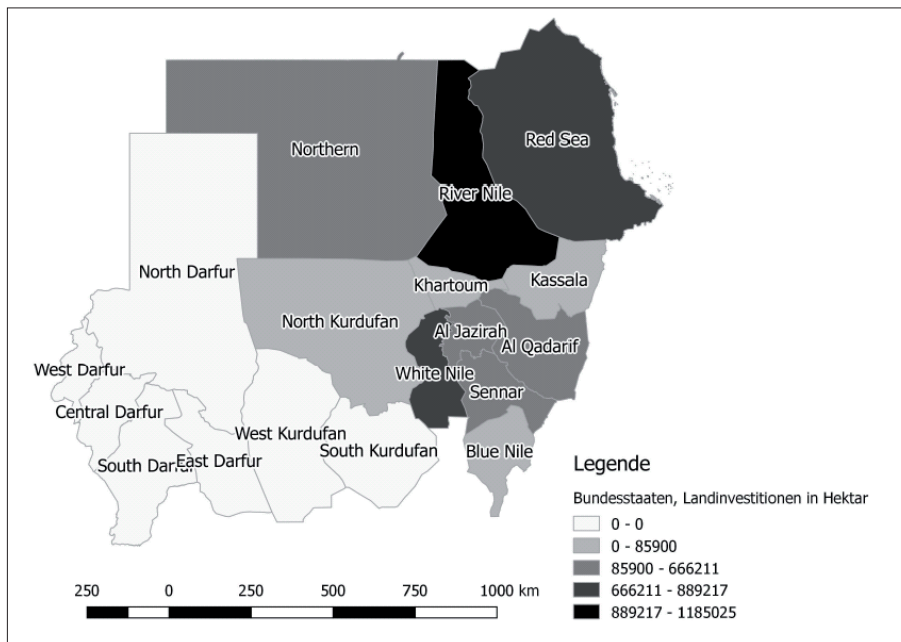 Northern
Red Sea
River Nile
North Darfur
Khartoum
Kassala
North Kurdufan
Al Jazirah
Al Qadarif
West Darfur
White Nile
Sennar
Central Darfur
West Kurdufan
South Darfur
East Darfur
South Kurdufan
Blue Nile
Legende
Bundesstaaten, Landinvestitionen in Hektar
0 - 0
0 - 85900
85900 - 666211
666211 - 889217
889217 - 1185025
250 0 250 500 750 1000 km